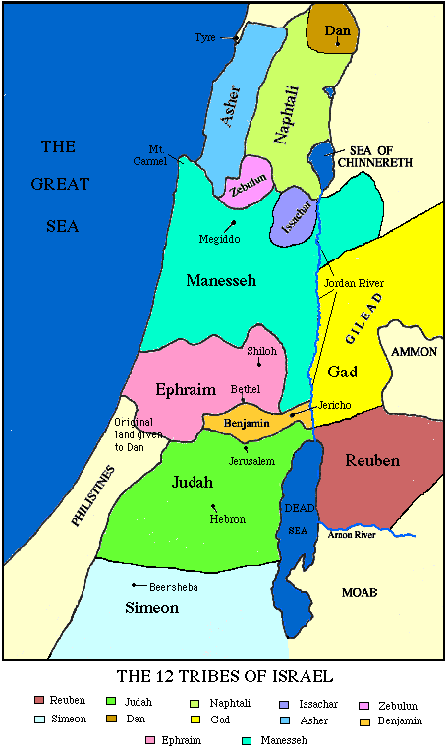 Dan
Tyre
Asher
Naphtali
THE
GREAT
SEA
Mt.
Carmel
SEA OF
CHINNERETH
Zebulun
Issachar
Megiddo
Manesseh
Jordan River
GILEAD
Shiloh
AMMON
Gad
Ephraim
Bethel
Jericho
Original
land given
to Dan
Benjamin
Jerusalem
Reuben
PHILISTINES
Judah
Hebron
DEAD
SEA
Arnon River
Beersheba
Simeon
MOAB
THE 12 TRIBES OF ISRAEL
Reuben Judah Naphtali Issachar Zebulun
Simeon Dan God Asher Benjamin
Ephraim Manesseh